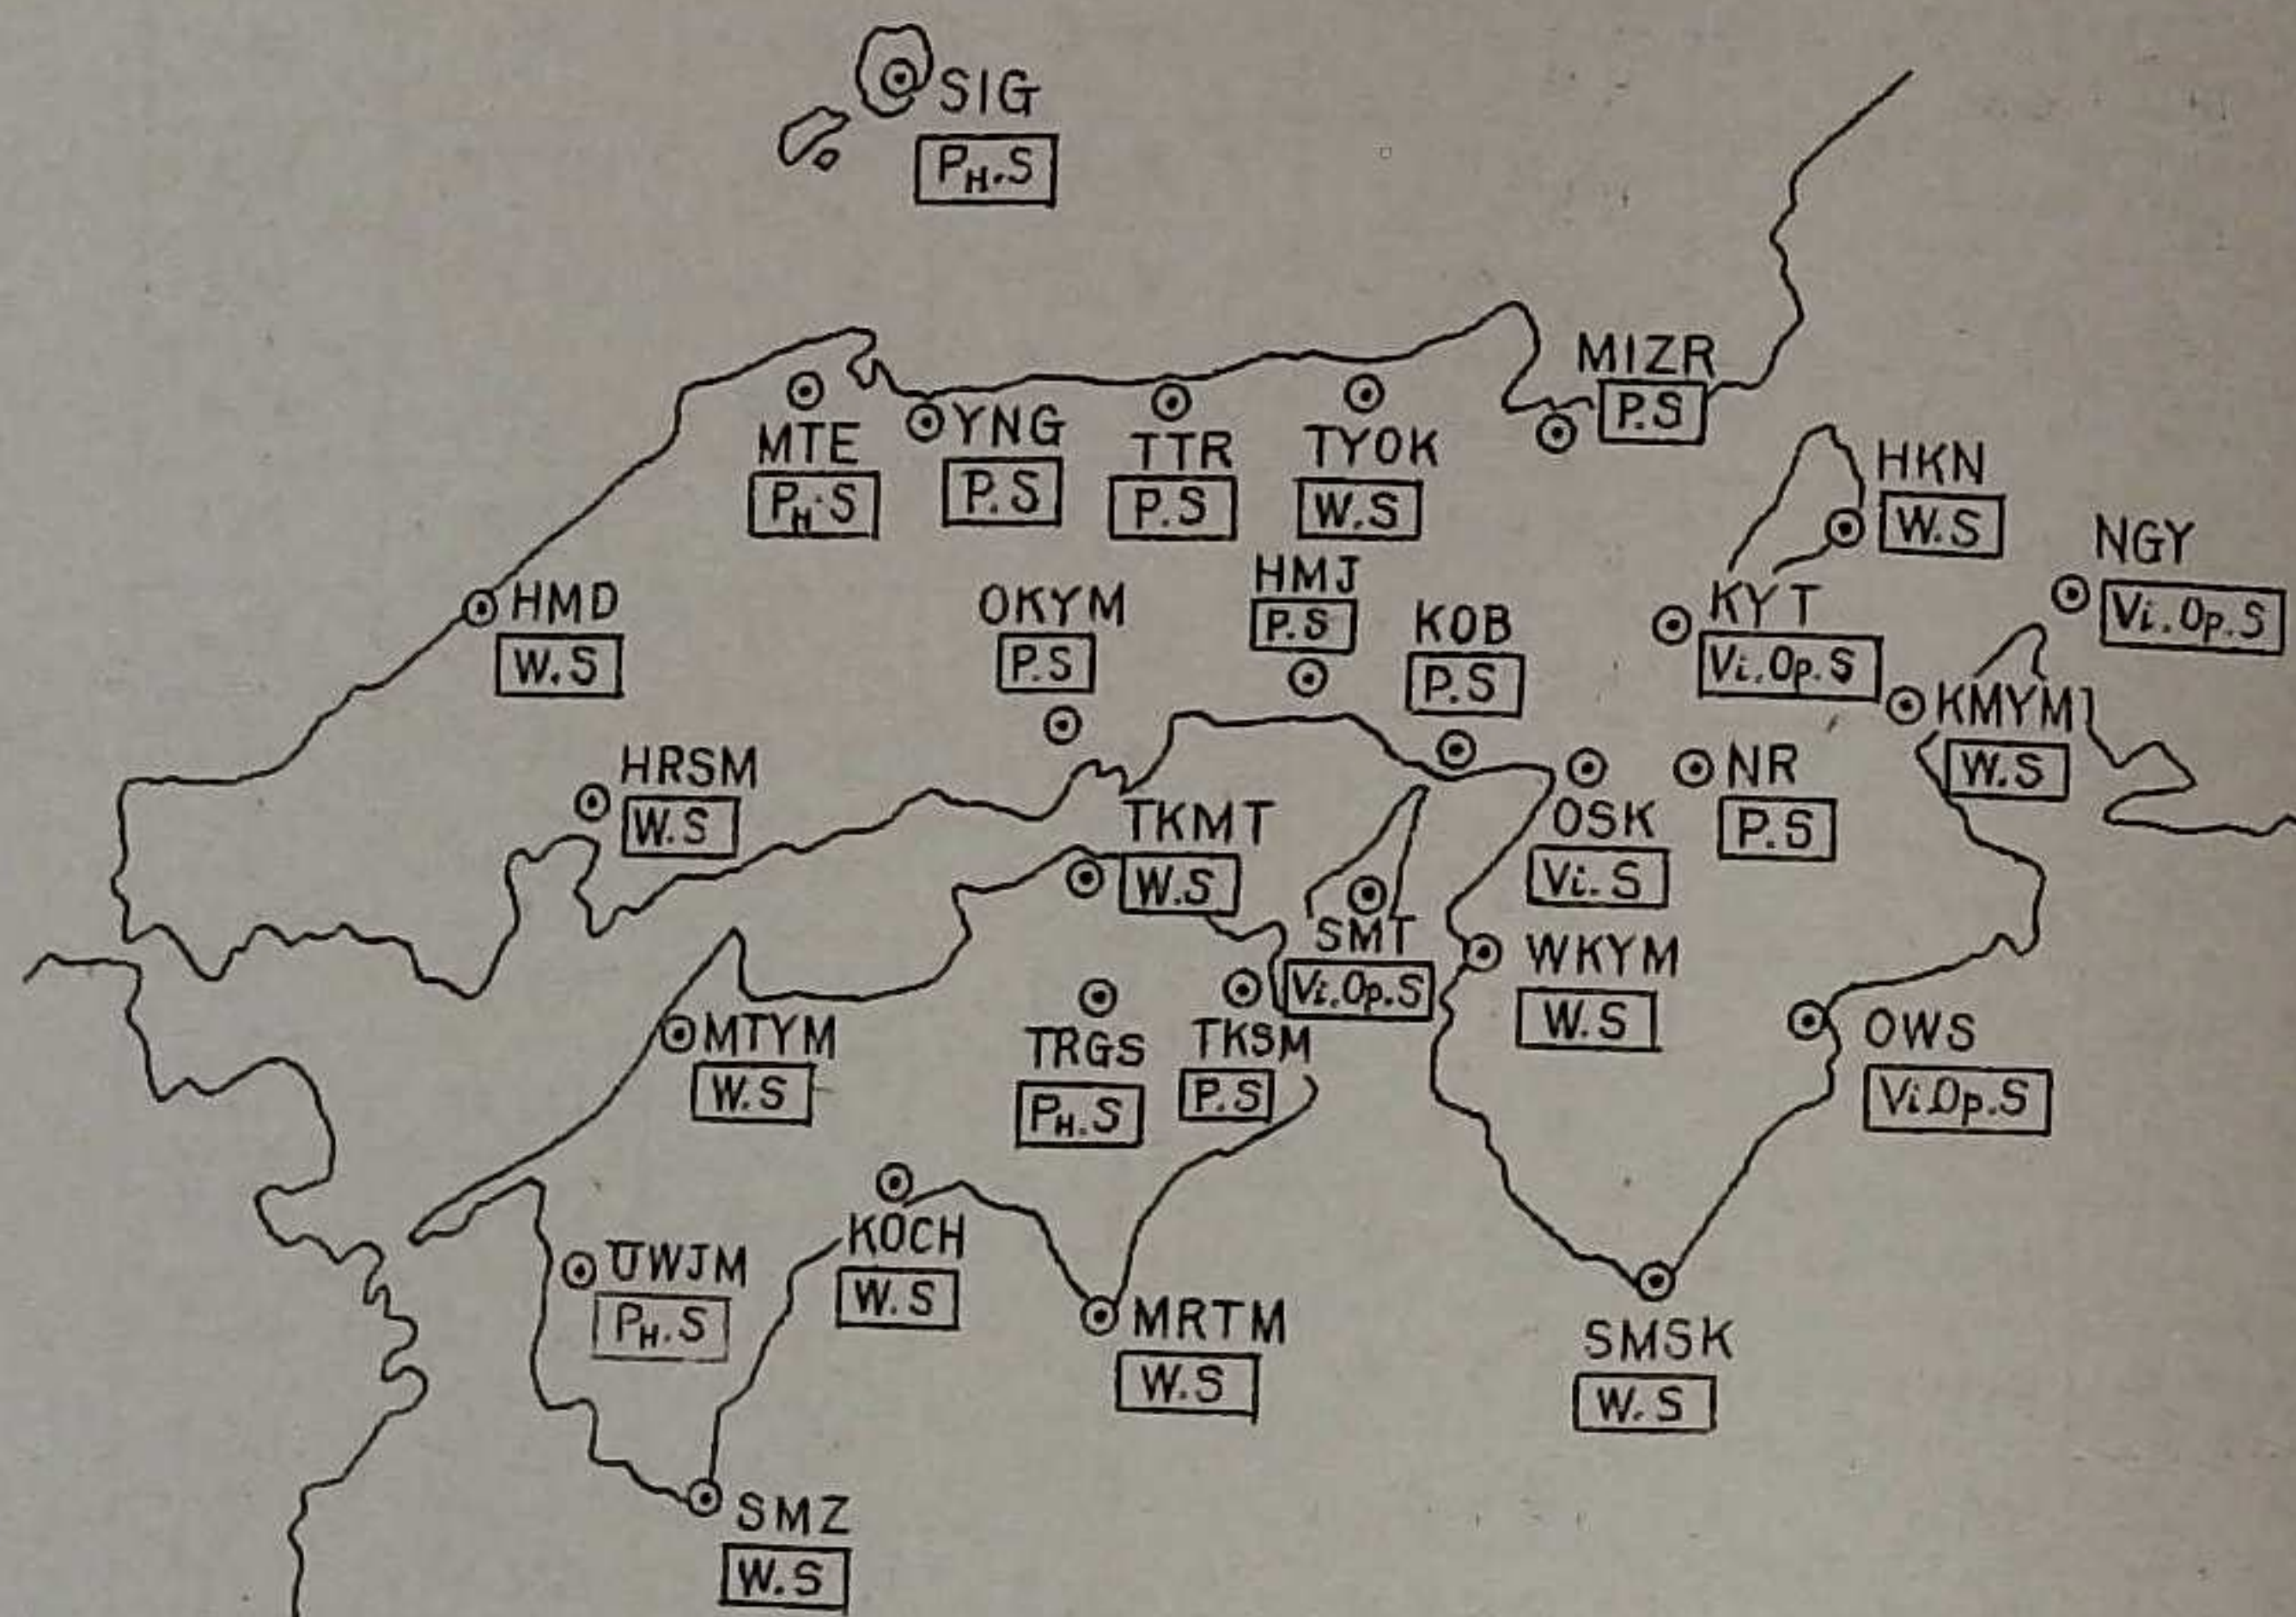 SIG
PH.S
MIZR
P.S
MTE
PH.S
YNG
P.S
TTR
P.S
TYOK
W.S
HKN
W.S
NGY
Vi.Op.S
HMD
W.S
OKYM
P.S
HMJ
P.S
KOB
P.S
KYT
Vi.Op.S
KMYM
W.S
HRSM
W.S
TKMT
W.S
OSK
Vi.S
NR
P.S
SMT
Vi.Op.S
WKYM
W.S
MTYM
W.S
TRGS
PH.S
TKSM
P.S
OWS
Vi.Op.S
KOCH
W.S
UWJM
PH.S
MRTM
W.S
SMSK
W.S
SMZ
W.S